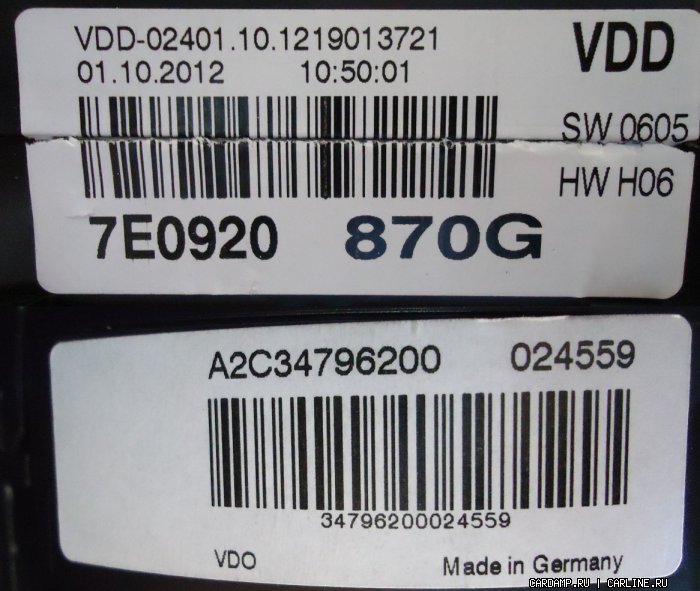 VDD-02401.10.1219013721
VDD
01.10.2012 10:50:01
SW 0605
HW H06
7E0920 870G
A2C34796200 024559
34796200024559
VDO Made in Germany
CARDAMP.RU | CARLINE.RU